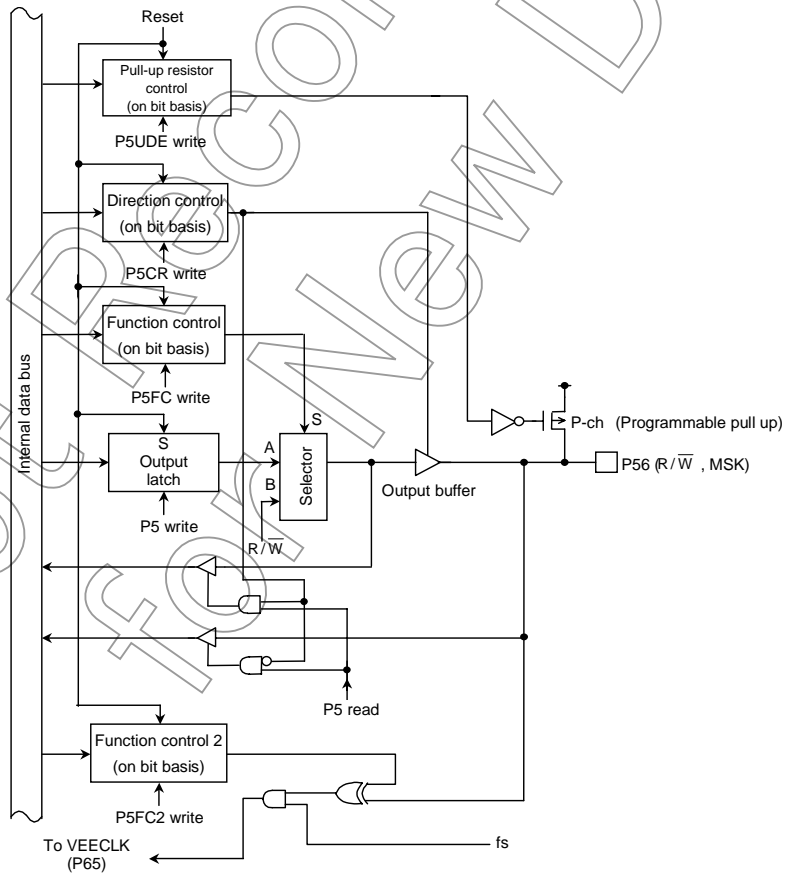 Reset
Pull-up resistor
control
(on bit basis)
P5UDE write
Direction control
(on bit basis)
P5CR write
Function control
(on bit basis)
P5FC write
Internal data bus
S
Output
latch
P5 write
A
B
S
Selector
R/W̅
Output buffer
P-ch (Programmable pull up)
P56 (R/W̅ , MSK)
P5 read
Function control 2
(on bit basis)
P5FC2 write
To VEECLK
(P65)
fs
for New D